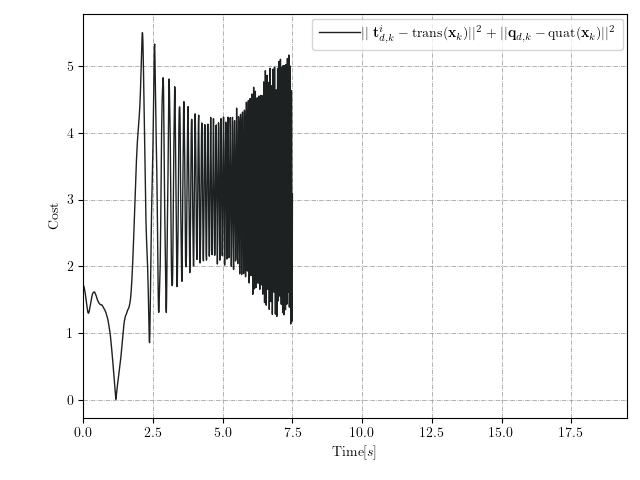 || t^i_{d,k} − trans(x_k)||^2 + ||q_{d,k} − quat(x_k)||^2
5
4
3
2
1
0
Cost
0.0 2.5 5.0 7.5 10.0 12.5 15.0 17.5
Time[s]